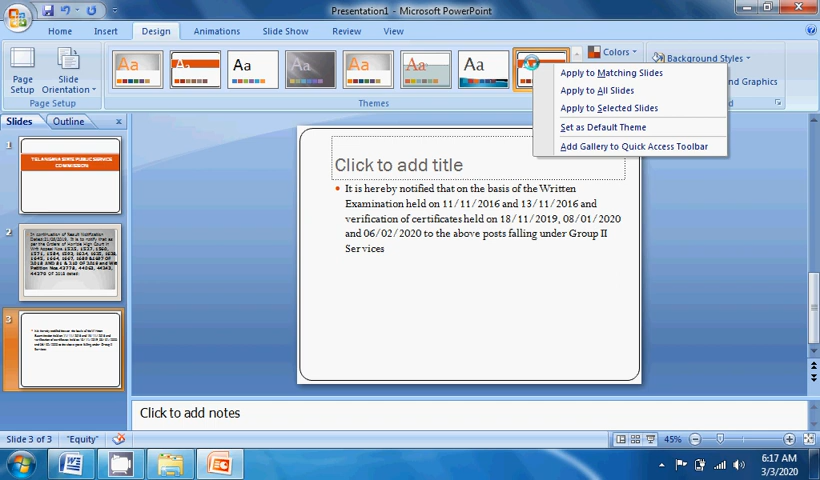 Presentation1 - Microsoft PowerPoint
Home Insert Design Animations Slide Show Review View
Page Setup
Slide Orientation
Page Setup
Aa Aa Aa Aa Aa Aa Aa
Themes
Colors
Background Styles
nd Graphics
d
Apply to Matching Slides
Apply to All Slides
Apply to Selected Slides
Set as Default Theme
Add Gallery to Quick Access Toolbar
Slides Outline
1
TELANGANA STATE PUBLIC SERVICE
COMMISSION
2
3
Click to add title
It is hereby notified that on the basis of the Written
Examination held on 11/11/2016 and 13/11/2016 and
verification of certificates held on 18/11/2019, 08/01/2020
and 06/02/2020 to the above posts falling under Group II
Services
Click to add notes
Slide 3 of 3 "Equity" 45%
6:17 AM
3/3/2020